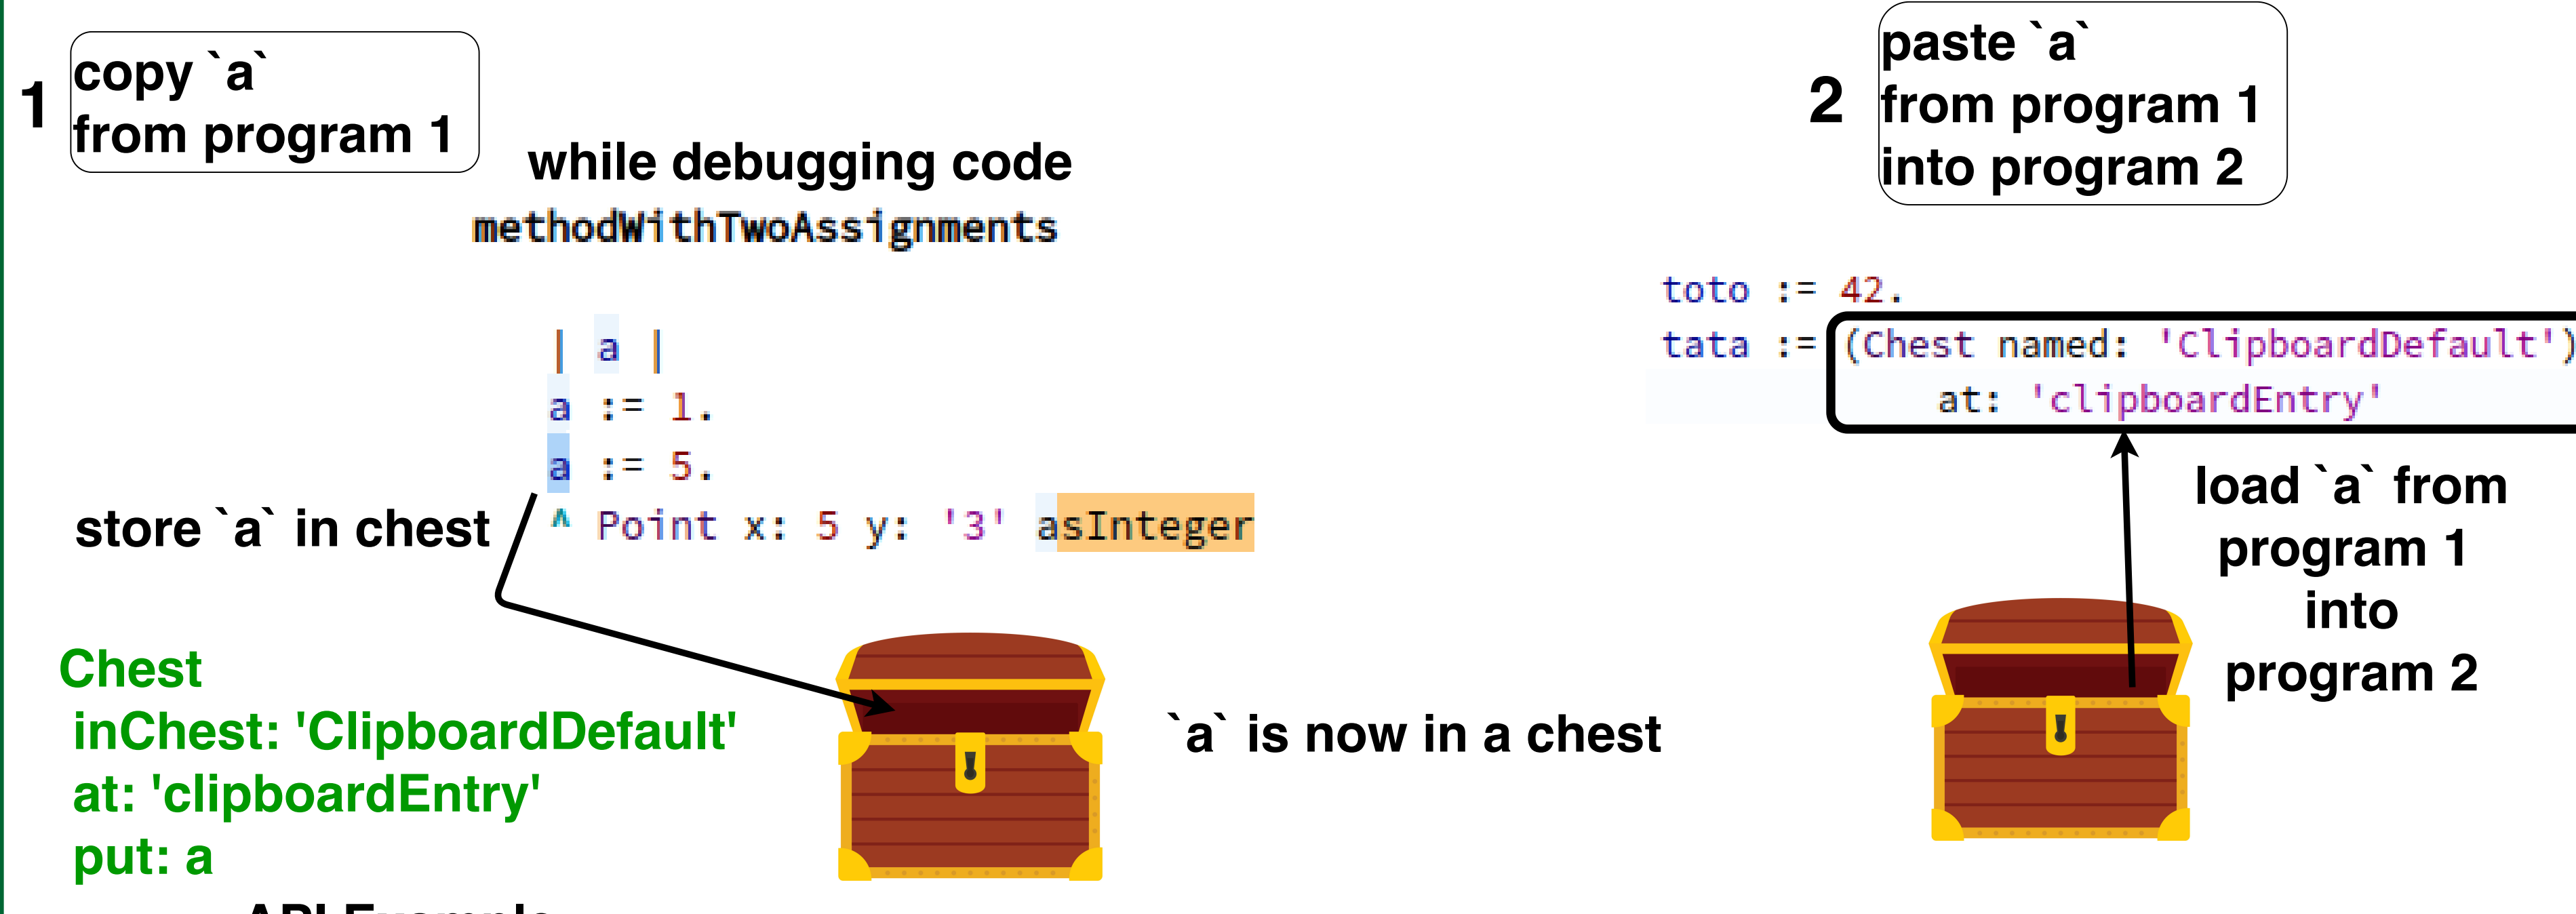 1
copy `a`
from program 1
while debugging code
methodWithTwoAssignments
| a |
a := 1.
a := 5.
^ Point x: 5 y: '3' asInteger
store `a` in chest
Chest
inChest: 'ClipboardDefault'
at: 'clipboardEntry'
put: a
API Example
`a` is now in a chest
2
paste `a`
from program 1
into program 2
toto := 42.
tata := (Chest named: 'ClipboardDefault')
at: 'clipboardEntry'
load `a` from
program 1
into
program 2